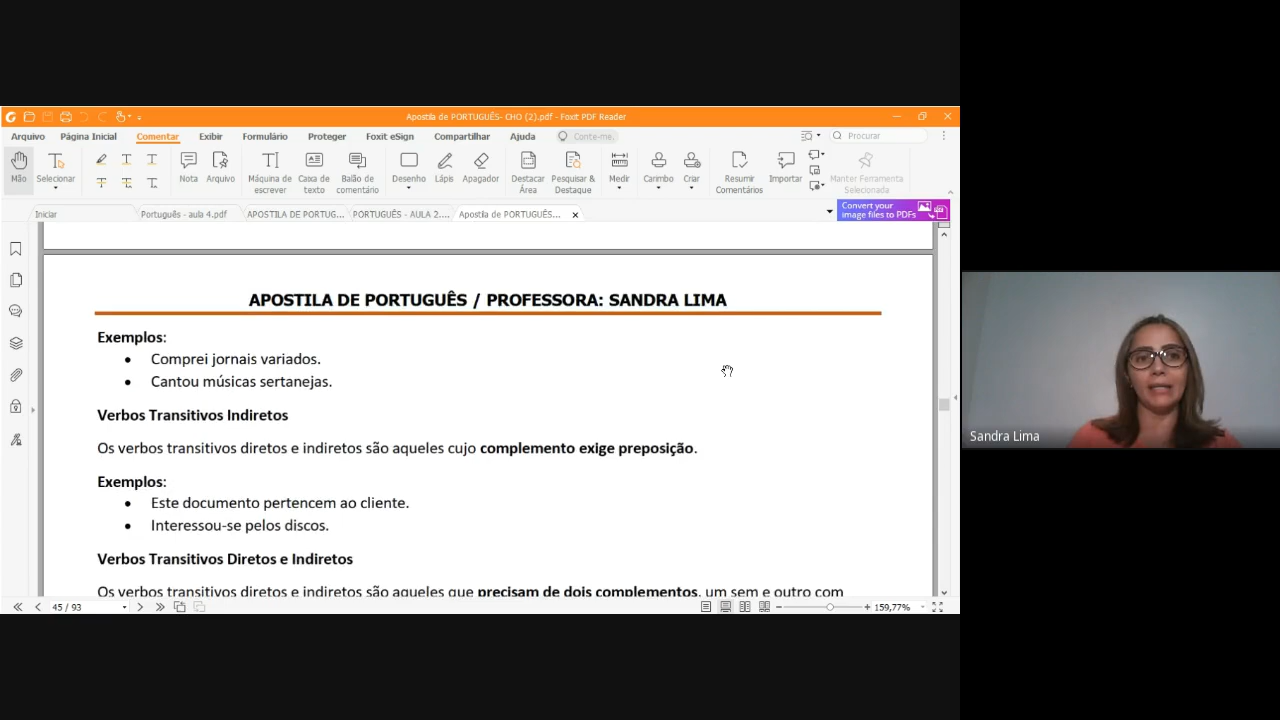 Apostila de PORTUGUÊS- CHO (2).pdf - Foxit PDF Reader
Arquivo Página Inicial Comentar Exibir Formulário Proteger Foxit eSign Compartilhar Ajuda Conte-me. Procurar
Mão Selecionar Nota Arquivo Máquina de escrever Caixa de texto Balão de comentário Desenho Lápis Apagador Destacar Área Pesquisar & Destaque Medir Carimbo Criar Resumir Comentários Importar Manter Ferramenta Selecionada
Iniciar Português - aula 4.pdf APOSTILA DE PORTUG... PORTUGUÊS - AULA 2.... Apostila de PORTUGUÊS... Convert your image files to PDFs
APOSTILA DE PORTUGUÊS / PROFESSORA: SANDRA LIMA
Exemplos:
• Comprei jornais variados.
• Cantou músicas sertanejas.
Verbos Transitivos Indiretos
Os verbos transitivos diretos e indiretos são aqueles cujo complemento exige preposição.
Exemplos:
• Este documento pertencem ao cliente.
• Interessou-se pelos discos.
Verbos Transitivos Diretos e Indiretos
Os verbos transitivos diretos e indiretos são aqueles que precisam de dois complementos, um sem e outro com
45 / 93 159,77%
Sandra Lima